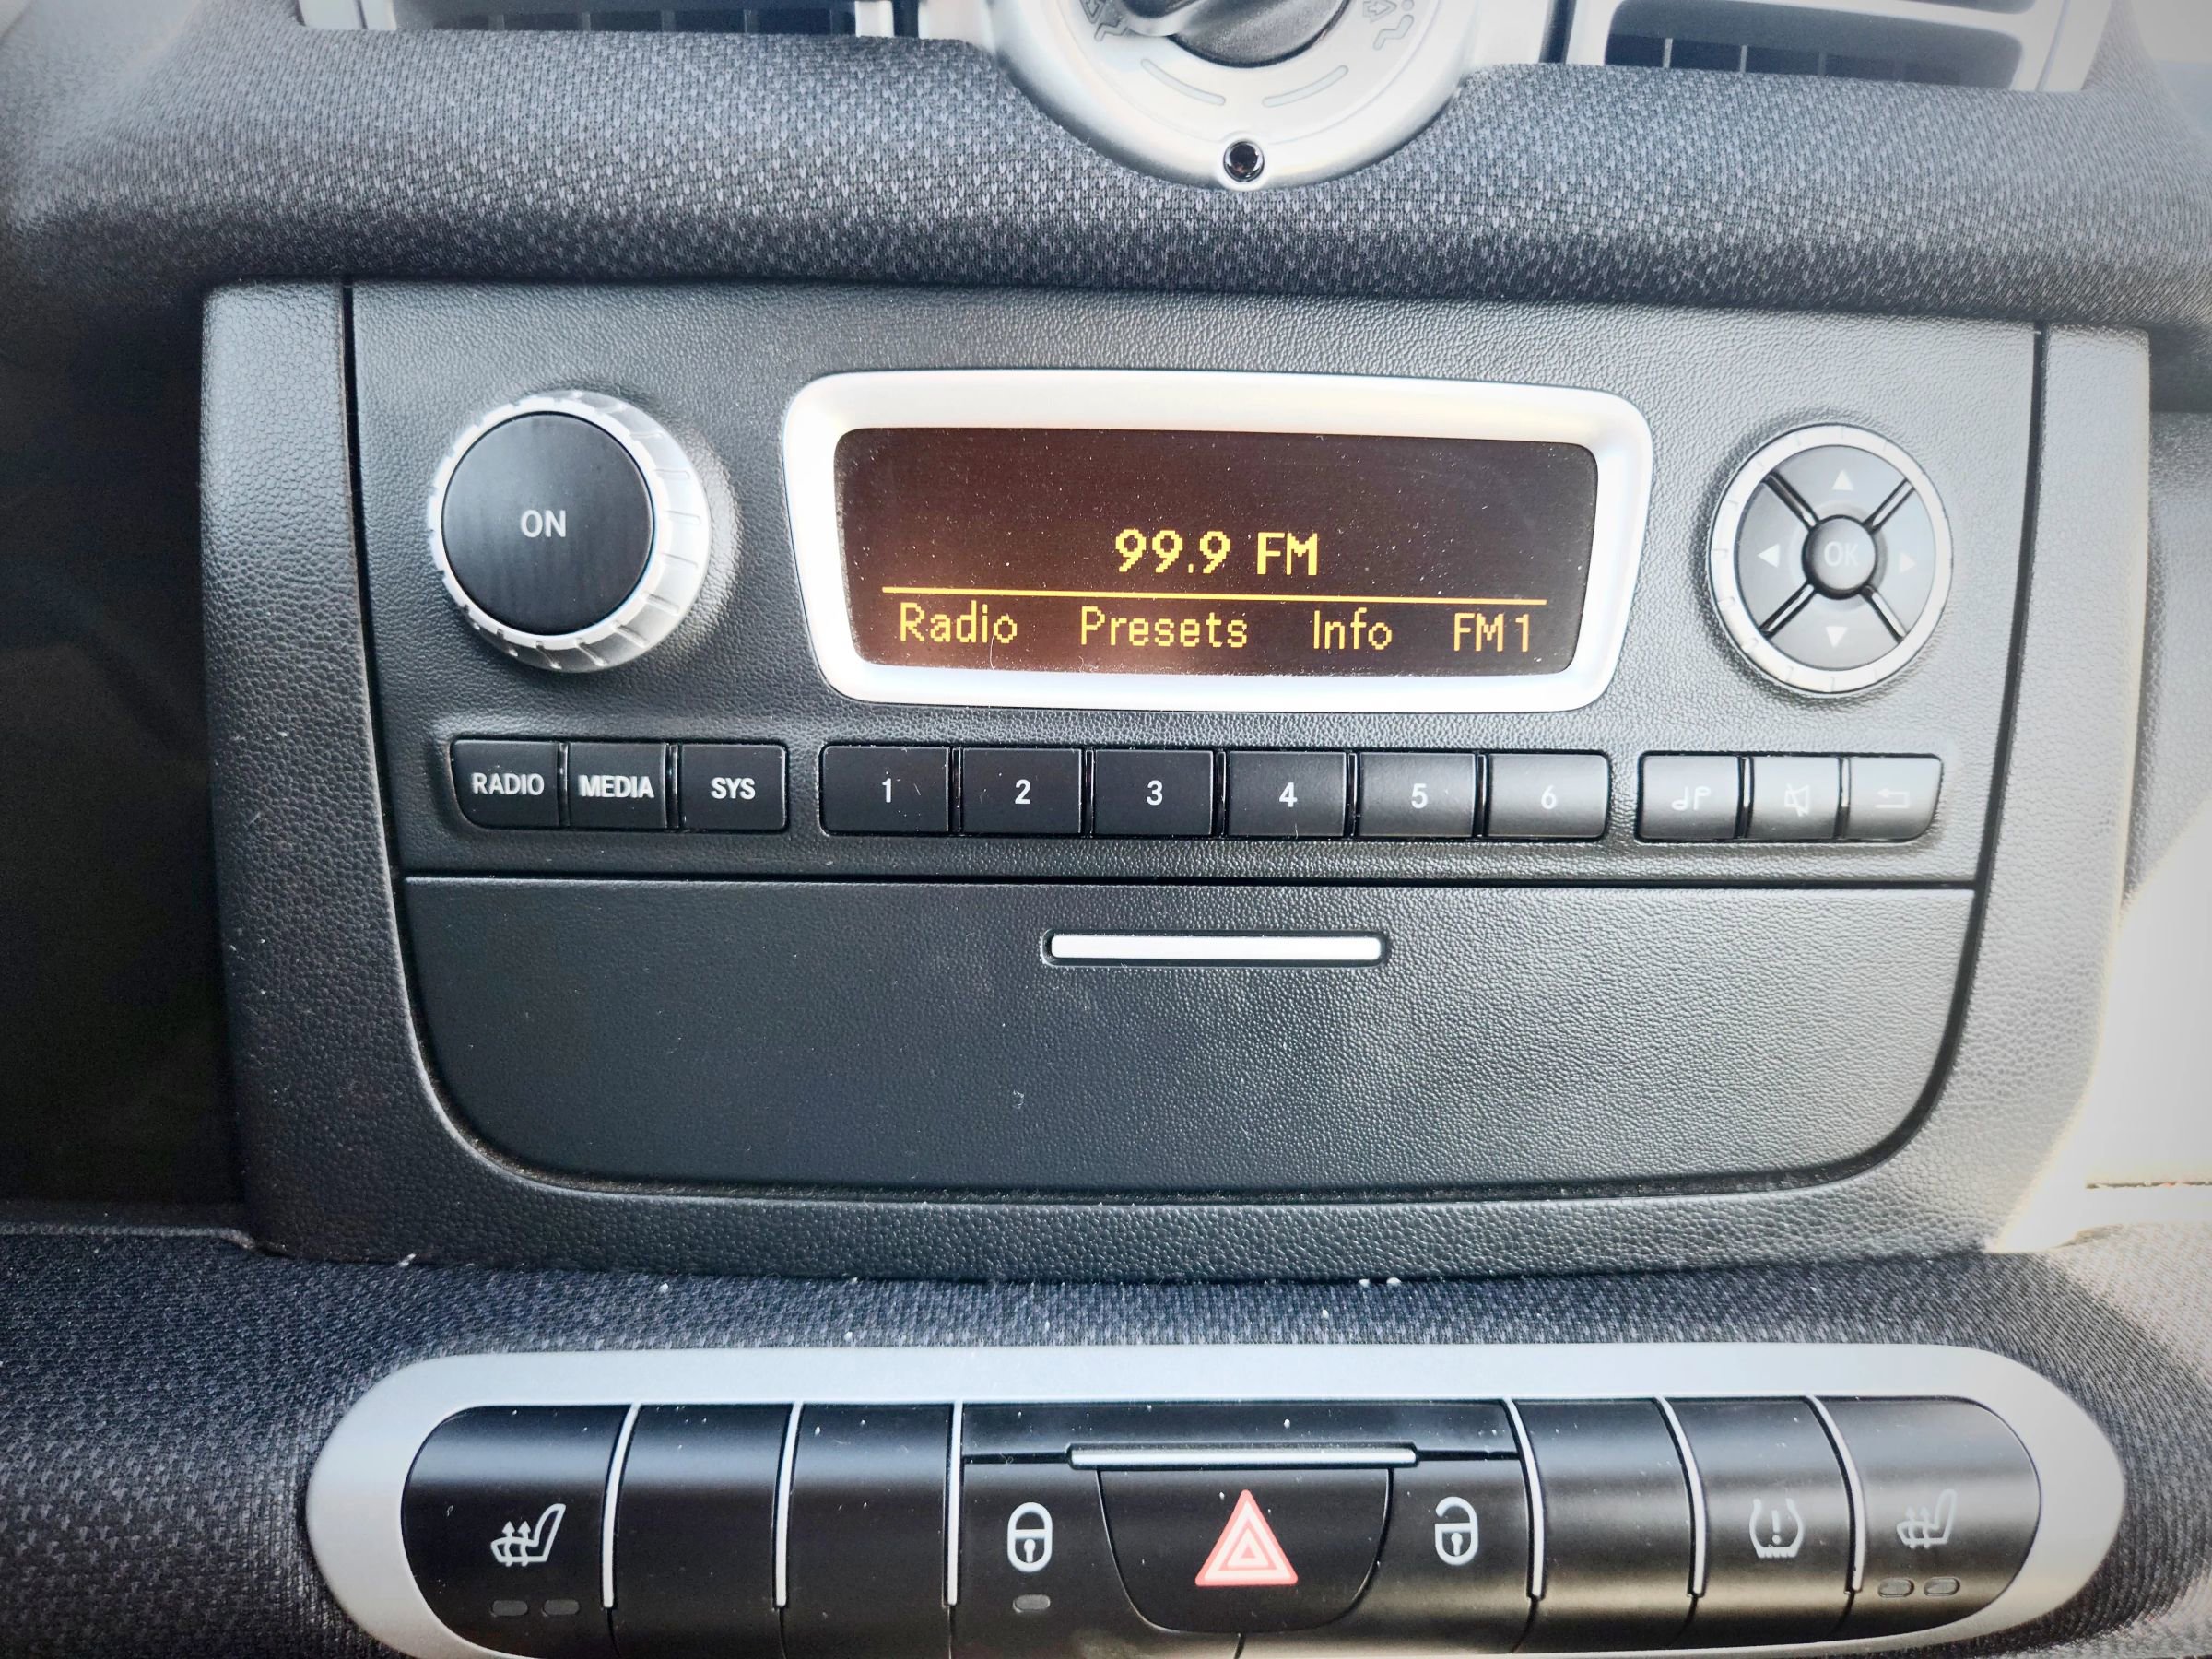 ON
99.9 FM
Radio Presets Info FM1
OK
RADIO MEDIA SYS 1 2 3 4 5 6